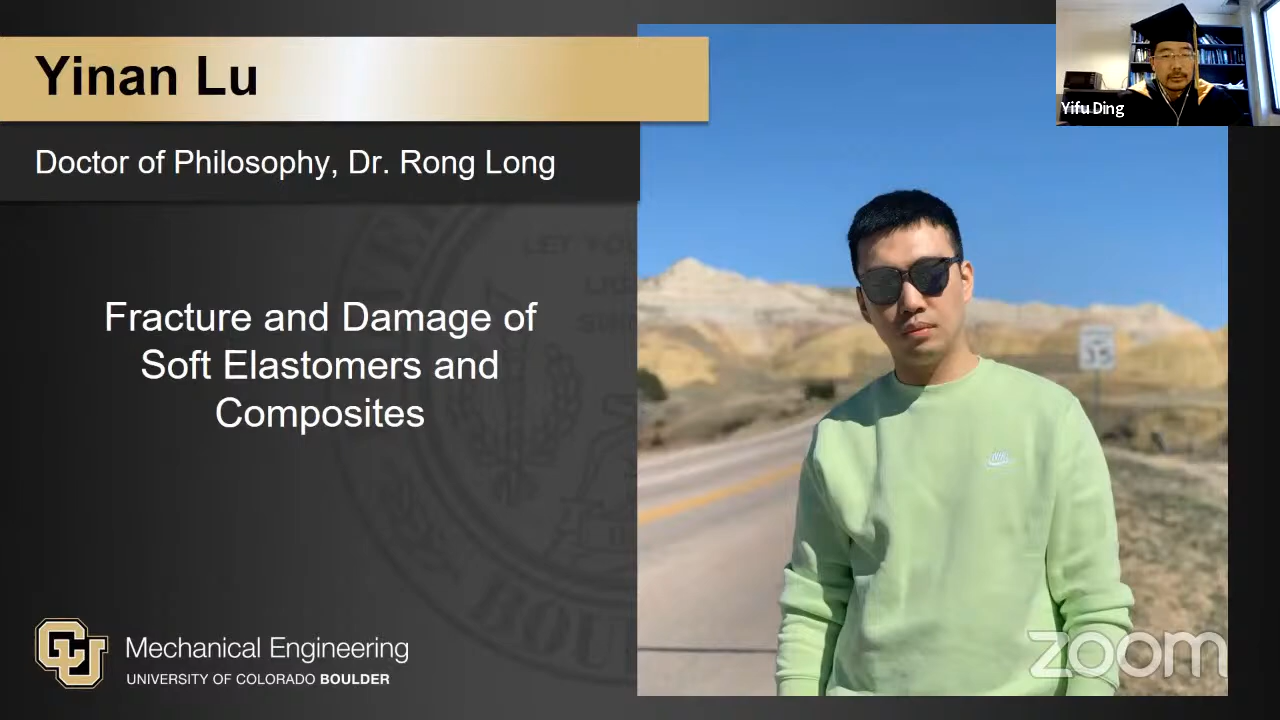 Yinan Lu
Doctor of Philosophy, Dr. Rong Long
Fracture and Damage of
Soft Elastomers and
Composites
CU
Mechanical Engineering
UNIVERSITY OF COLORADO BOULDER
Yifu Ding
35
zoom